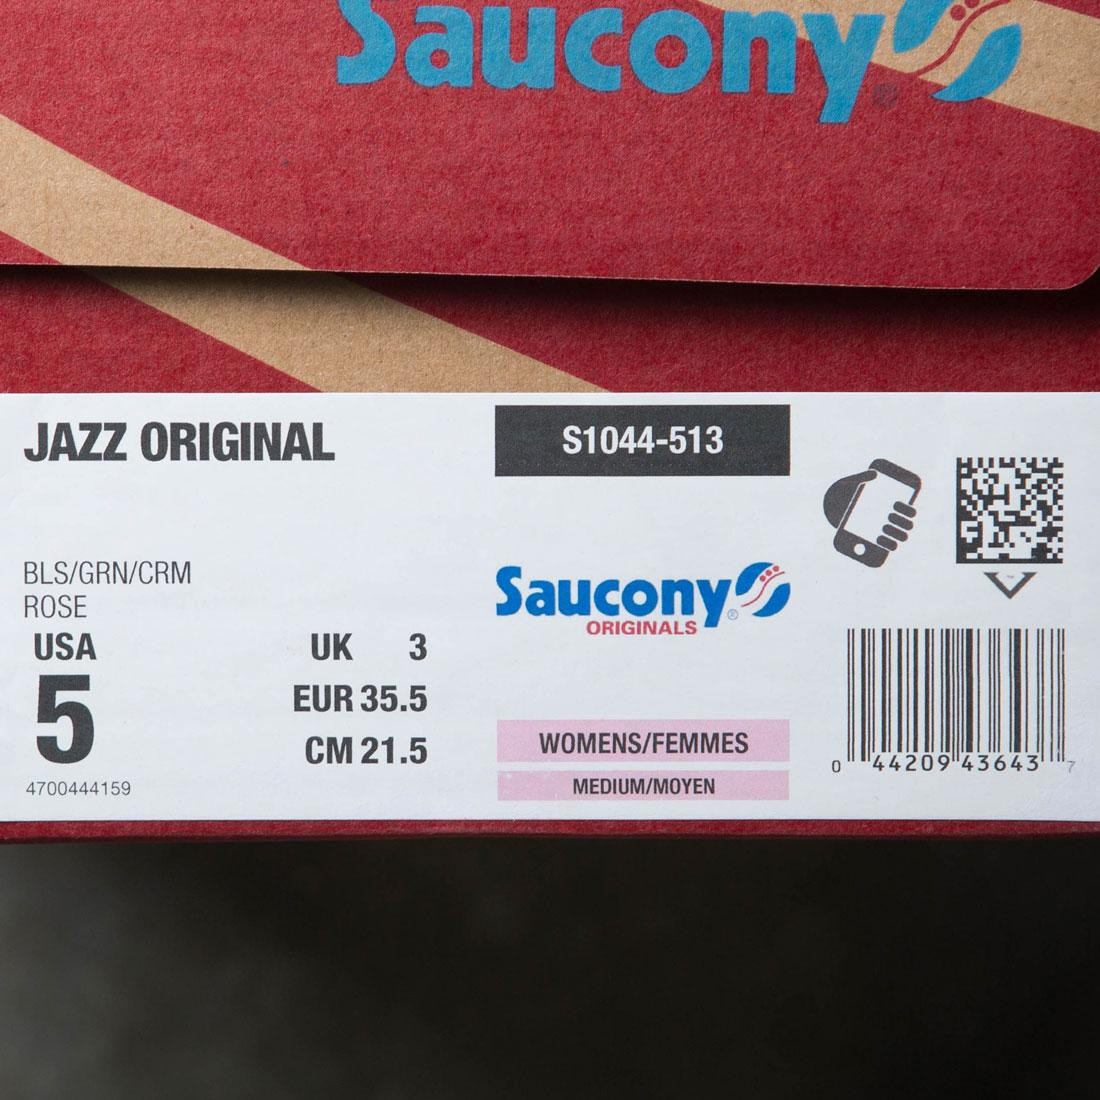 Saucony®
JAZZ ORIGINAL
S1044-513
BLS/GRN/CRM
ROSE
USA
5
UK 3
EUR 35.5
CM 21.5
4700444159
Saucony®
ORIGINALS
WOMENS/FEMMES
MEDIUM/MOYEN
0 44209 43643 7